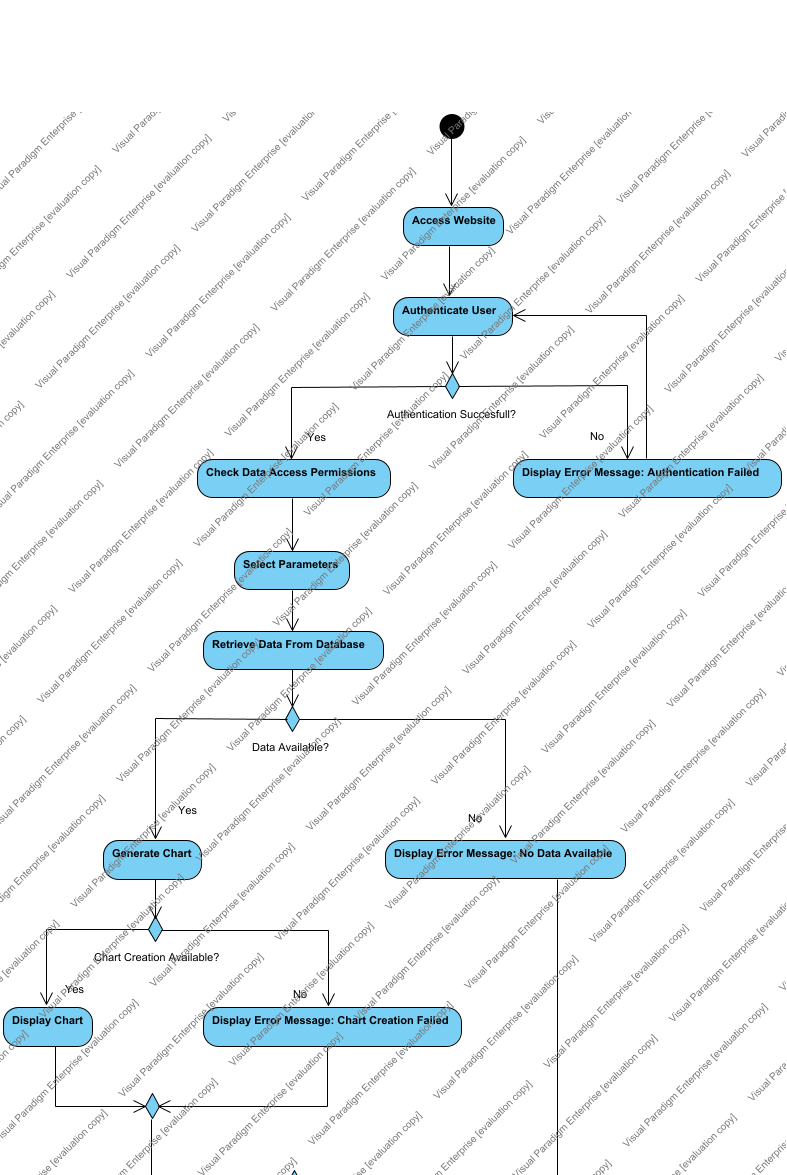 Access Website
Authenticate User
Authentication Succesfull?
Yes
No
Check Data Access Permissions
Display Error Message: Authentication Failed
Select Parameters
Retrieve Data From Database
Data Available?
Yes
No
Generate Chart
Display Error Message: No Data Available
Chart Creation Available?
Yes
No
Display Chart
Display Error Message: Chart Creation Failed
Visual Paradigm Enterprise [evaluation copy]